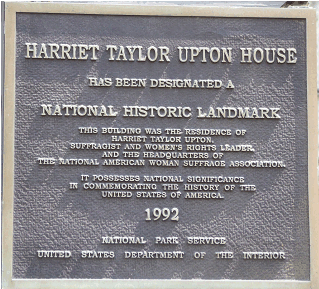 HARRIET TAYLOR UPTON HOUSE
HAS BEEN DESIGNATED A
NATIONAL HISTORIC LANDMARK
THIS BUILDING WAS THE RESIDENCE OF
HARRIET TAYLOR UPTON,
SUFFRAGIST AND WOMEN'S RIGHTS LEADER,
AND THE HEADQUARTERS OF
THE NATIONAL AMERICAN WOMAN SUFFRAGE ASSOCIATION.
IT POSSESSES NATIONAL SIGNIFICANCE
IN COMMEMORATING THE HISTORY OF THE
UNITED STATES OF AMERICA.
1992
NATIONAL PARK SERVICE
UNITED STATES DEPARTMENT OF THE INTERIOR